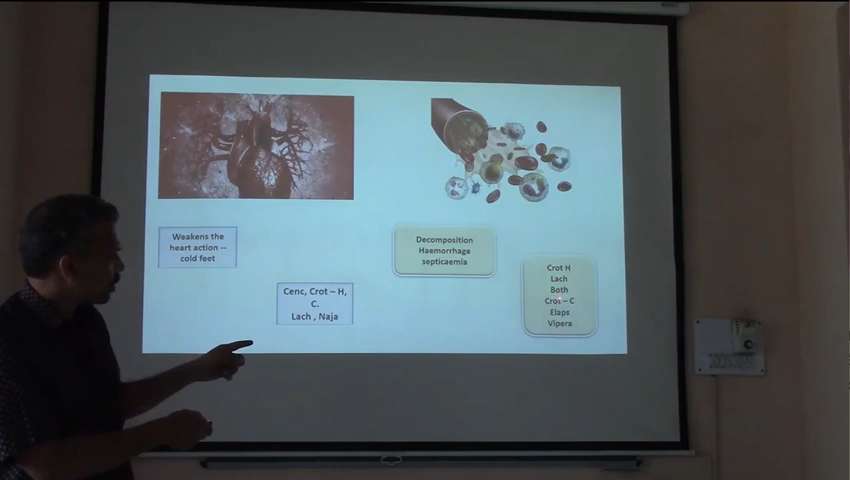 Weakens the
heart action --
cold feet
Cenc, Crot – H,
C.
Lach , Naja
Decomposition
Haemorrhage
septicaemia
Crot H
Lach
Both
Crot – C
Elaps
Vipera